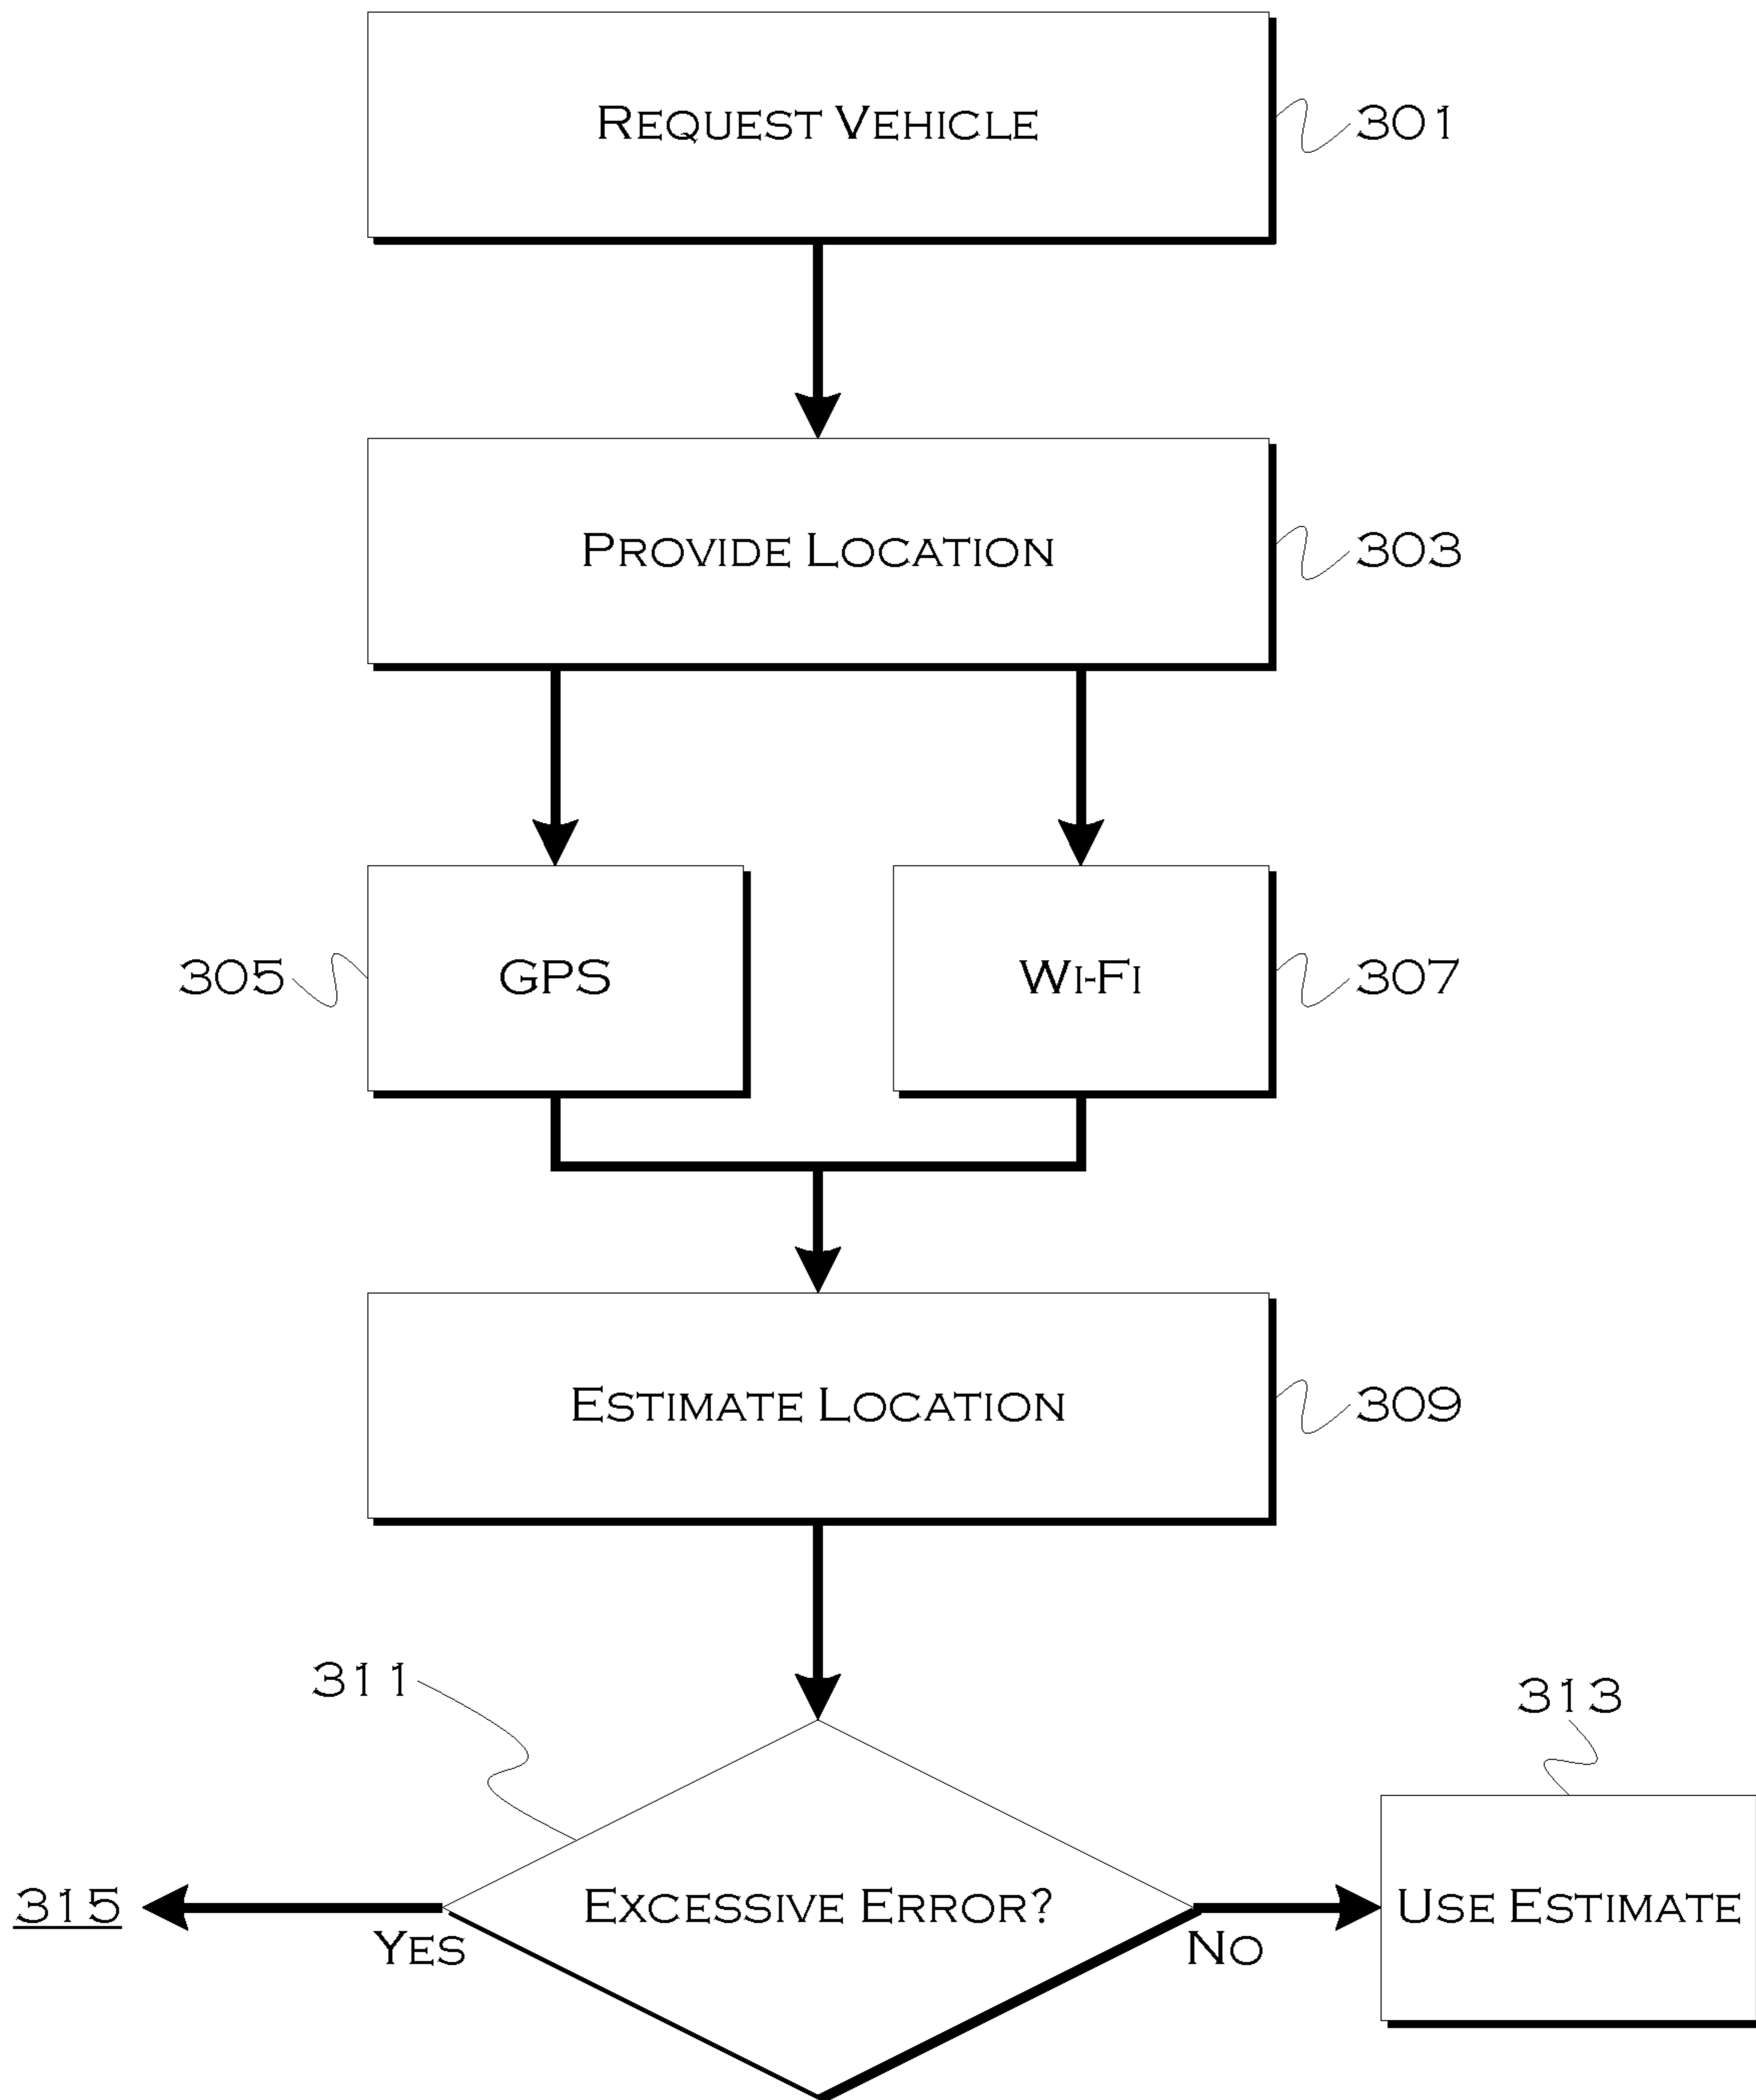 Request Vehicle
301
Provide Location
303
305
GPS
Wi-Fi
307
Estimate Location
309
311
313
315
Excessive Error?
Use Estimate
Yes
No